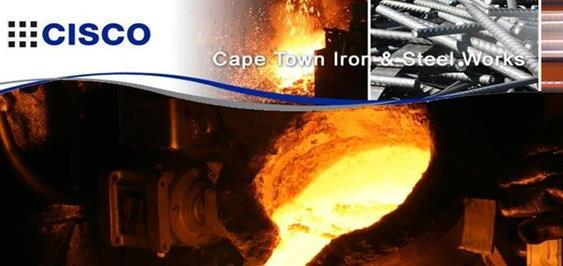 CISCO
Cape Town Iron & Steel Works